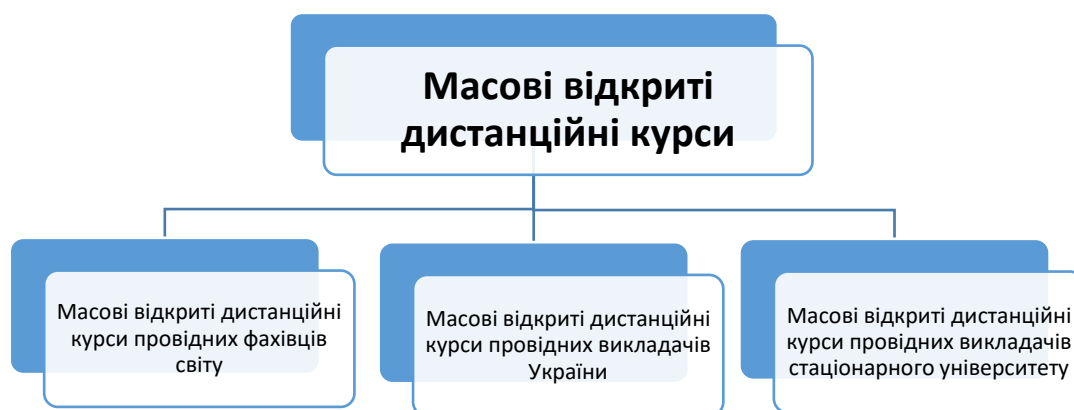 Масові відкриті
дистанційні курси
Масові відкриті дистанційні
курси провідних фахівців
світу
Масові відкриті дистанційні
курси провідних викладачів
України
Масові відкриті дистанційні
курси провідних викладачів
стаціонарного університету